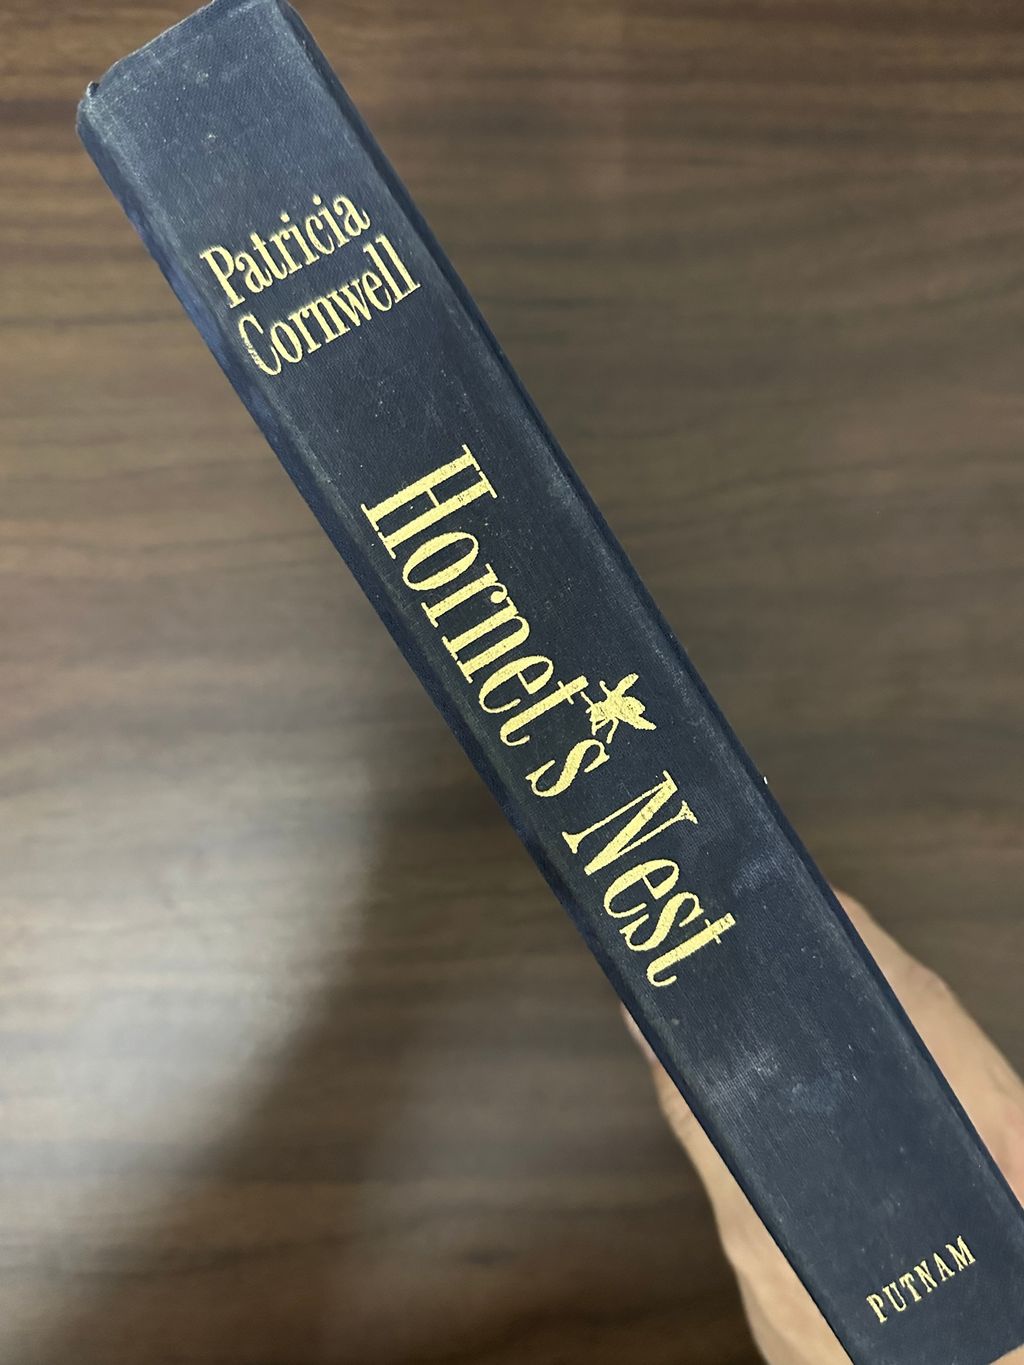 Patricia
Cornwell
Hornet's Nest
PUTNAM